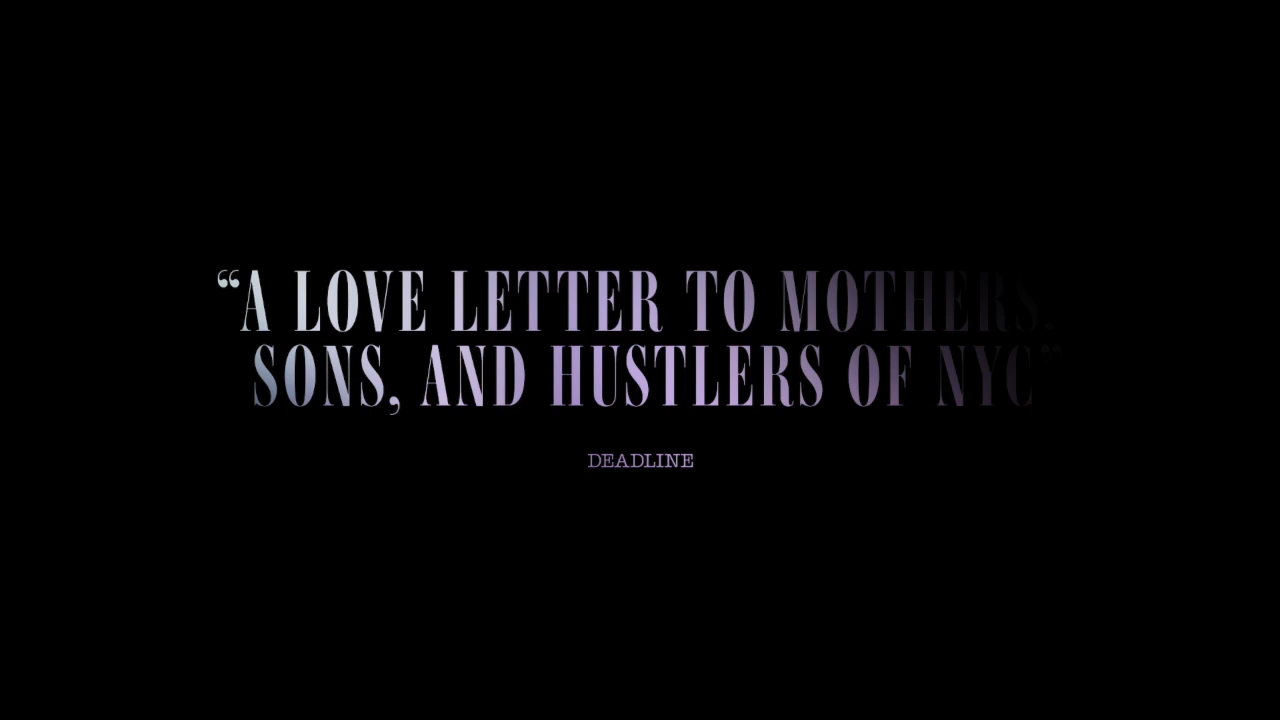 “A LOVE LETTER TO MOTHERS,
SONS, AND HUSTLERS OF NYC”
DEADLINE